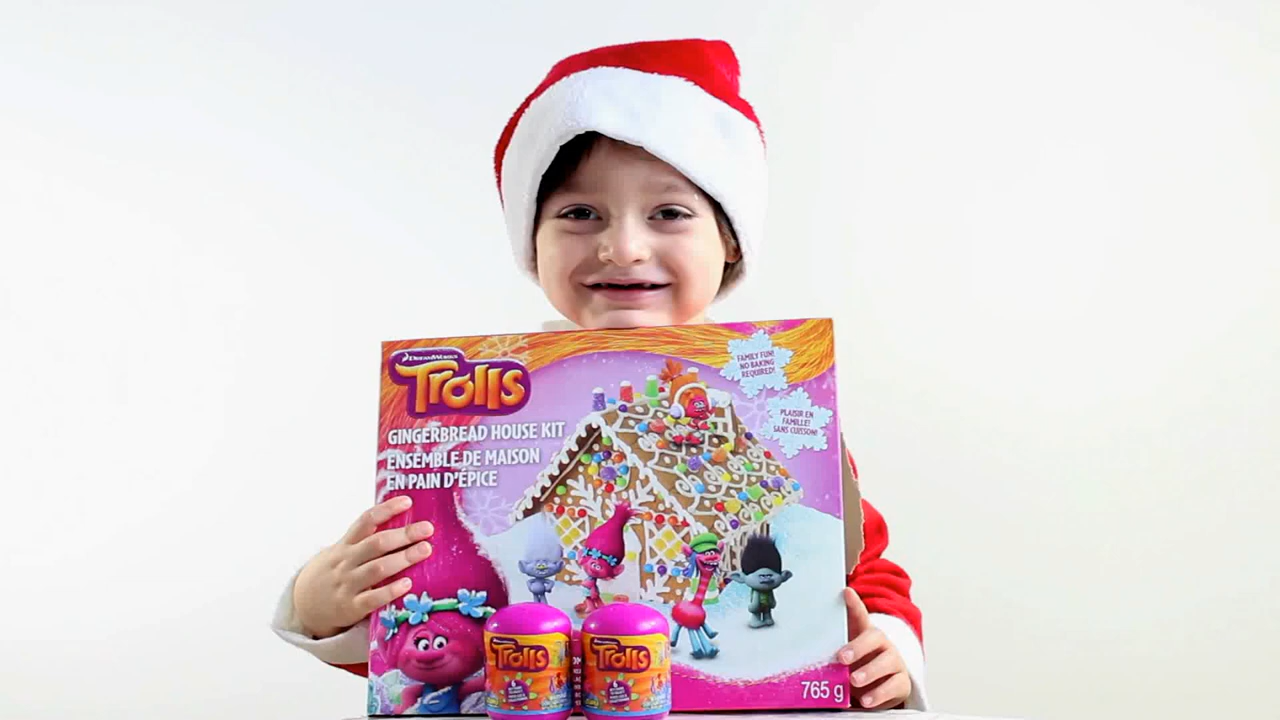 DREAMWORKS
Trolls
GINGERBREAD HOUSE KIT
ENSEMBLE DE MAISON
EN PAIN D'ÉPICE
FAMILY FUN!
NO BAKING
REQUIRED!
PLAISIR EN
FAMILLE!
SANS CUISSON!
765 g
Trolls
Trolls